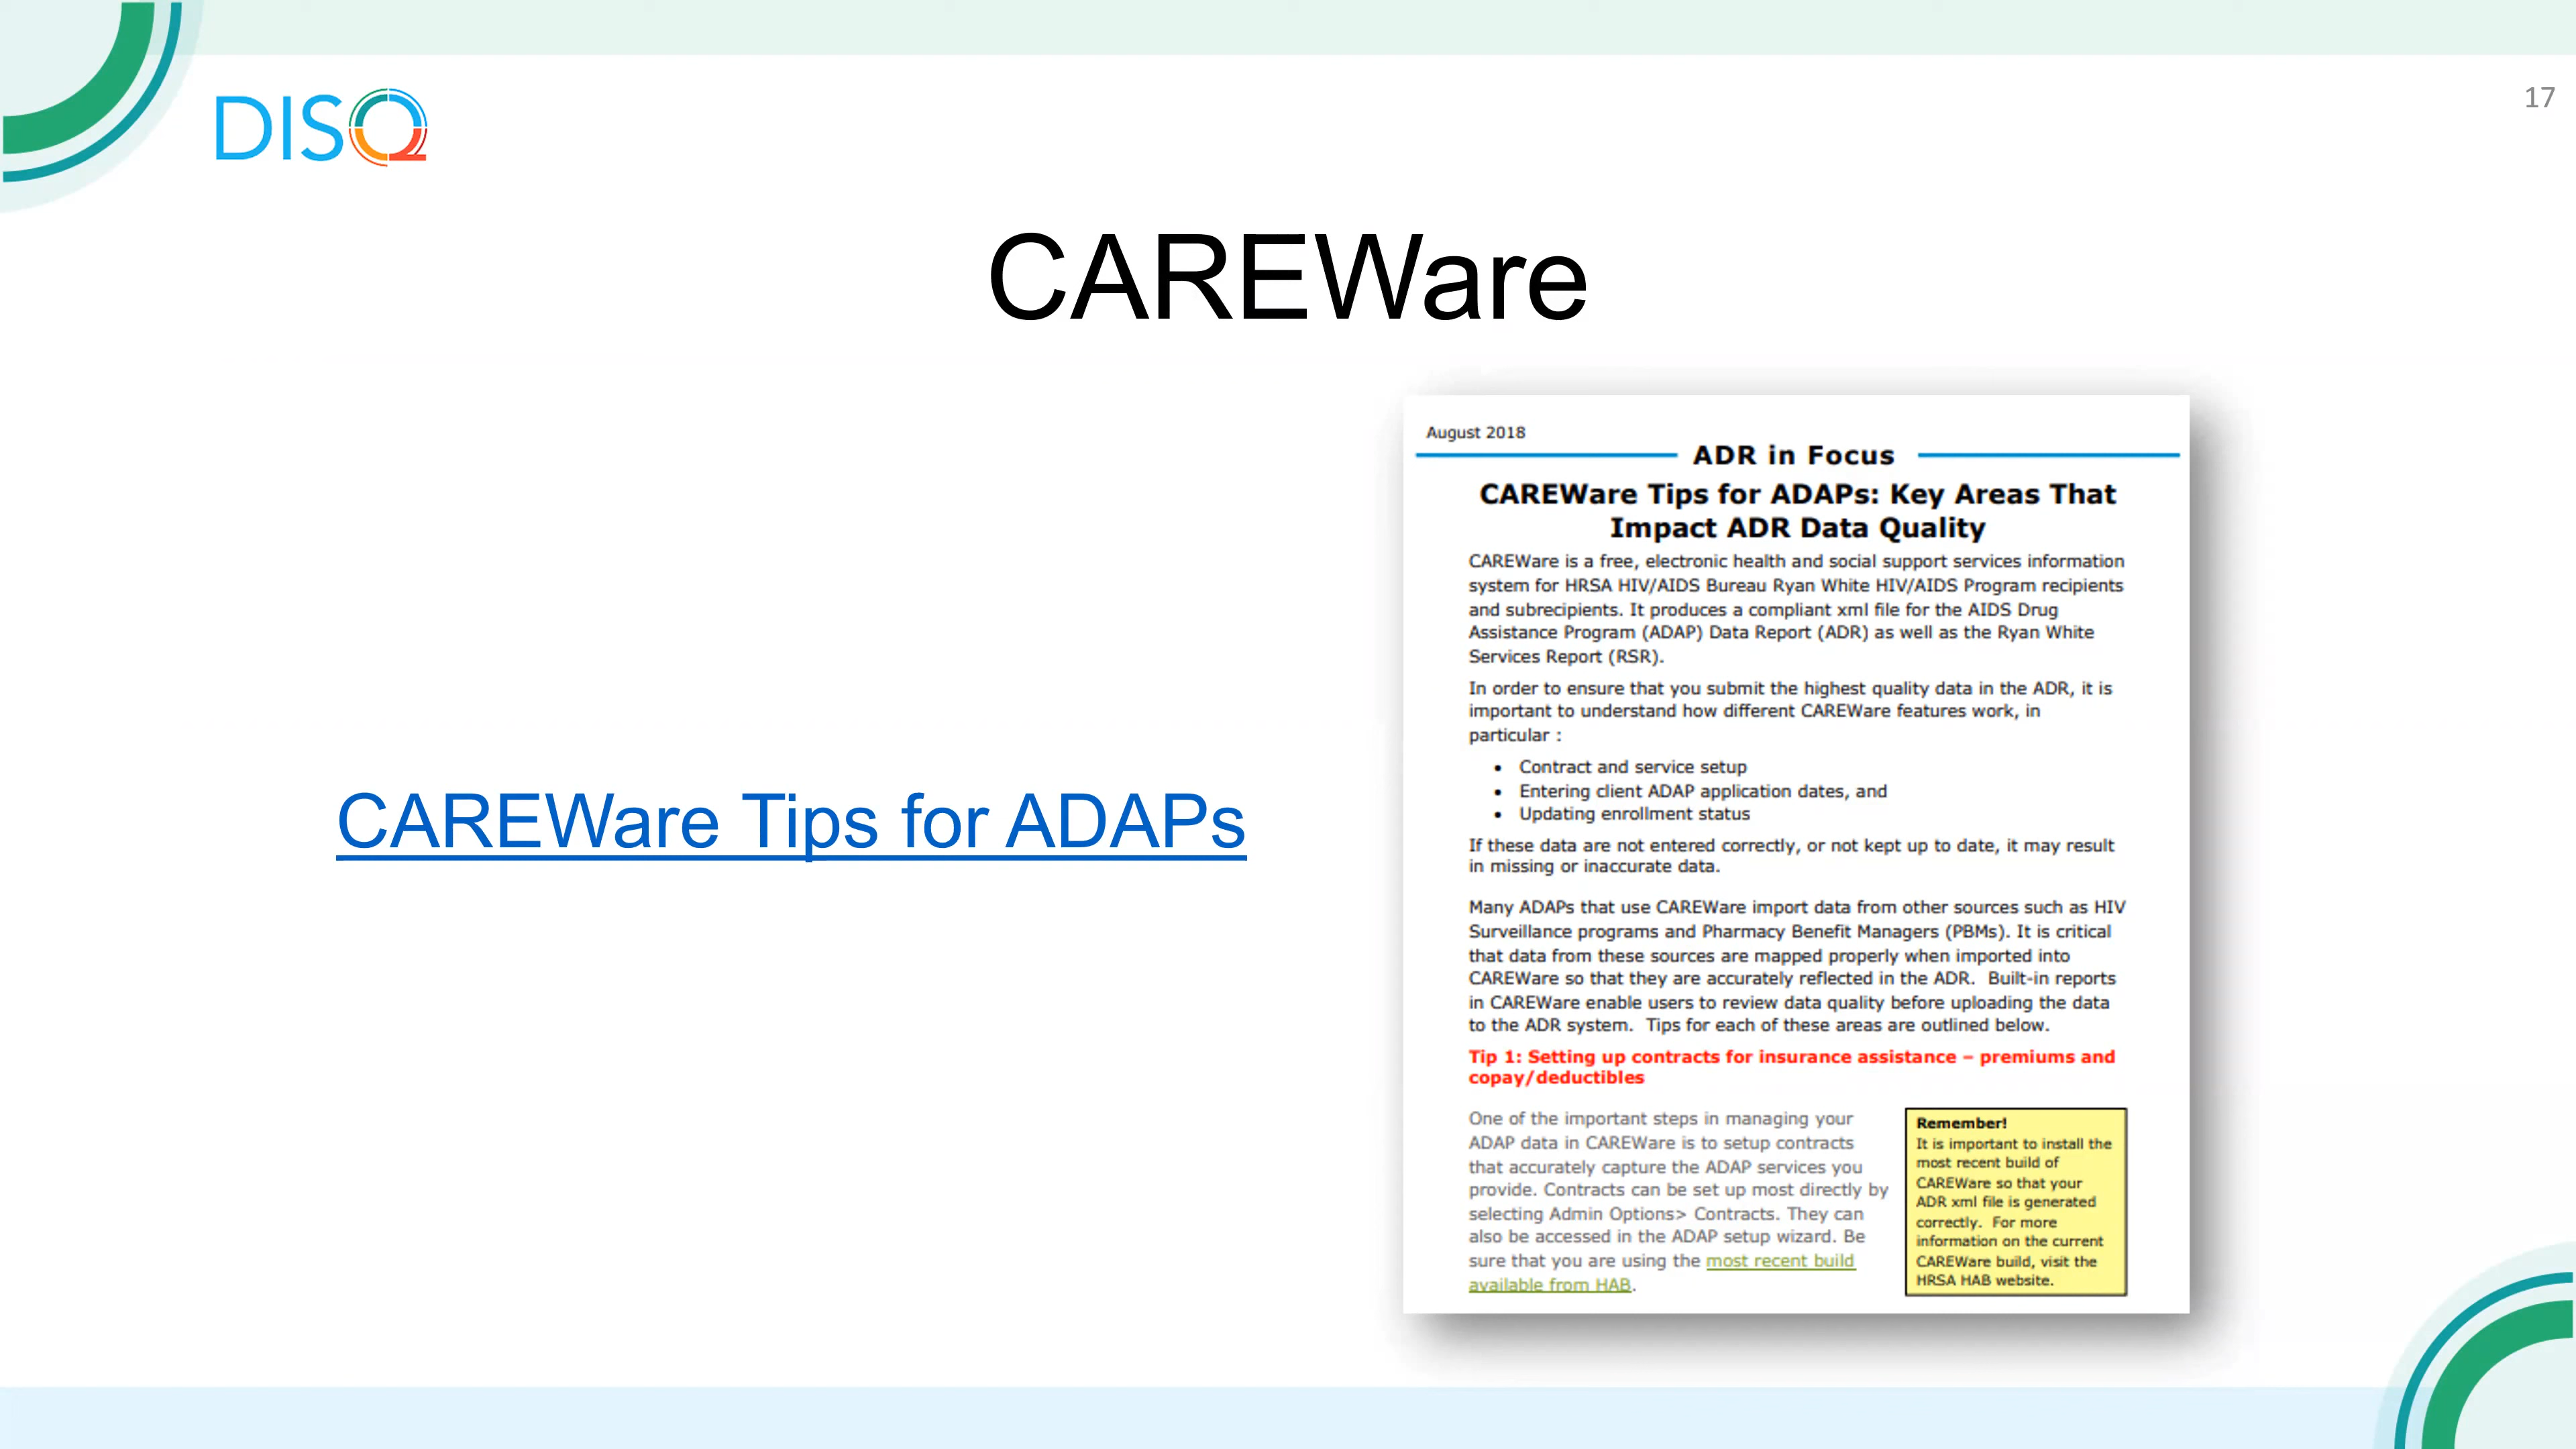 DISQ
17
CAREWare
CAREWare Tips for ADAPs
August 2018
ADR in Focus
CAREWare Tips for ADAPs: Key Areas That
Impact ADR Data Quality
CAREWare is a free, electronic health and social support services information
system for HRSA HIV/AIDS Bureau Ryan White HIV/AIDS Program recipients
and subrecipients. It produces a compliant xml file for the AIDS Drug
Assistance Program (ADAP) Data Report (ADR) as well as the Ryan White
Services Report (RSR).
In order to ensure that you submit the highest quality data in the ADR, it is
important to understand how different CAREWare features work, in
particular :
• Contract and service setup
• Entering client ADAP application dates, and
• Updating enrollment status
If these data are not entered correctly, or not kept up to date, it may result
in missing or inaccurate data.
Many ADAPs that use CAREWare import data from other sources such as HIV
Surveillance programs and Pharmacy Benefit Managers (PBMs). It is critical
that data from these sources are mapped properly when imported into
CAREWare so that they are accurately reflected in the ADR. Built-in reports
in CAREWare enable users to review data quality before uploading the data
to the ADR system. Tips for each of these areas are outlined below.
Tip 1: Setting up contracts for insurance assistance – premiums and
copay/deductibles
One of the important steps in managing your
ADAP data in CAREWare is to setup contracts
that accurately capture the ADAP services you
provide. Contracts can be set up most directly by
selecting Admin Options> Contracts. They can
also be accessed in the ADAP setup wizard. Be
sure that you are using the most recent build
available from HAB.
Remember!
It is important to install the
most recent build of
CAREWare so that your
ADR xml file is generated
correctly. For more
information on the current
CAREWare build, visit the
HRSA HAB website.